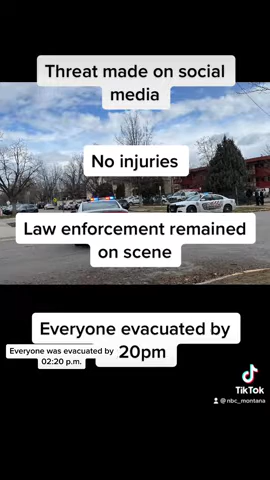 Threat made on social
media
No injuries
Law enforcement remained
on scene
Everyone evacuated by
20pm
Everyone was evacuated by
02:20 p.m.
TikTok
@nbc_montana